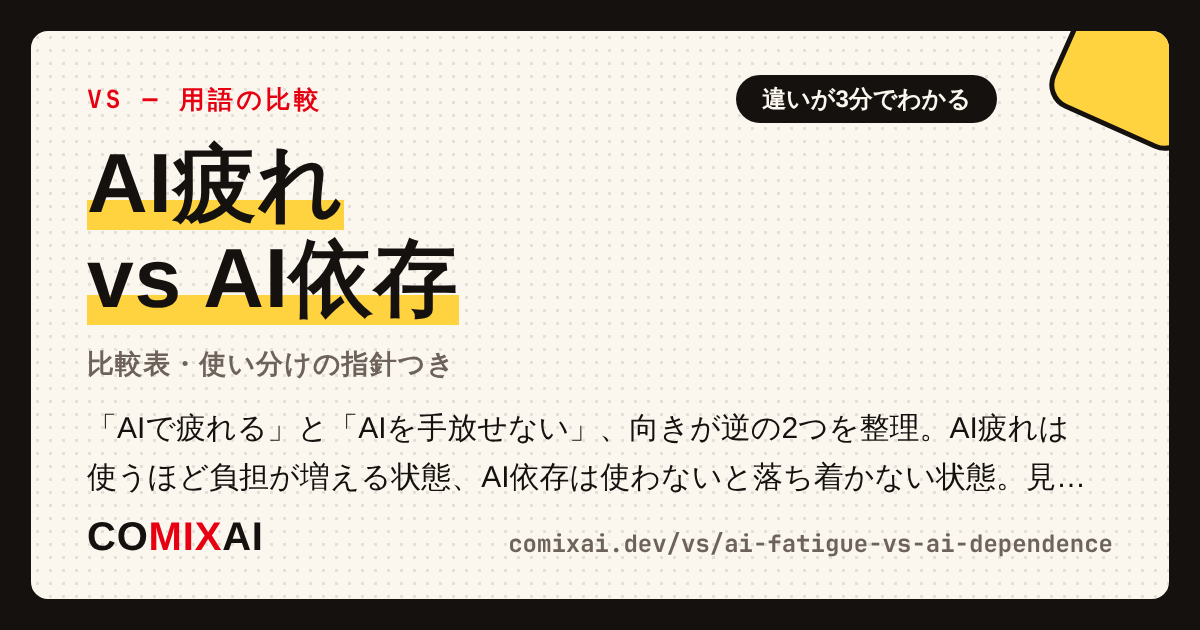 VS — 用語の比較
違いが3分でわかる
AI疲れ
vs AI依存
比較表・使い分けの指針つき
「AIで疲れる」と「AIを手放せない」、向きが逆の2つを整理。AI疲れは
使うほど負担が増える状態、AI依存は使わないと落ち着かない状態。見…
COMIXAI
comixai.dev/vs/ai-fatigue-vs-ai-dependence